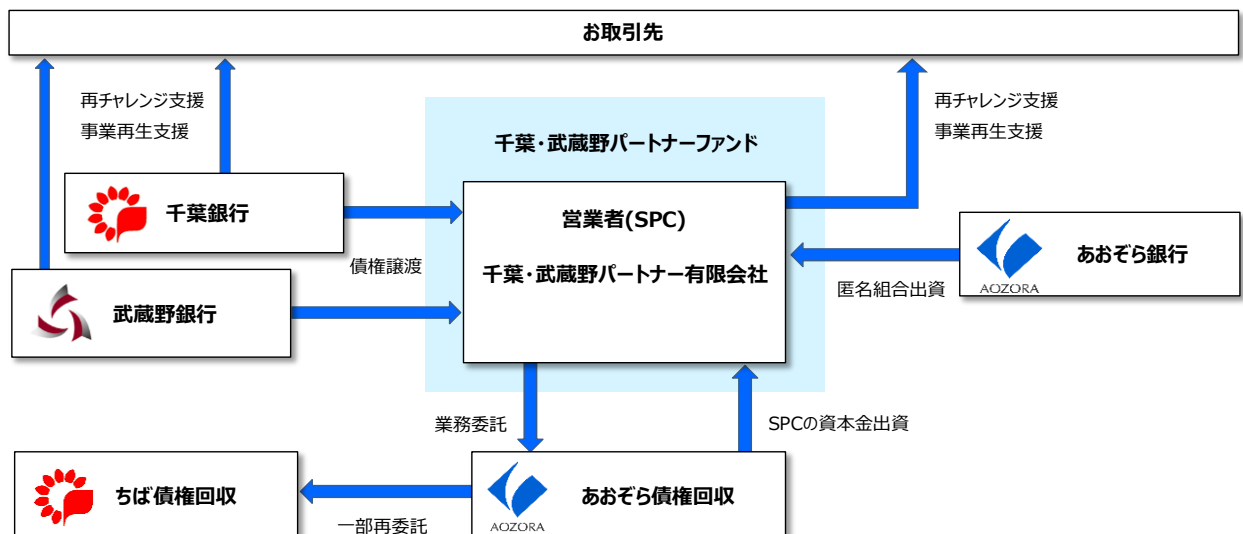 お取引先
再チャレンジ支援
事業再生支援
再チャレンジ支援
事業再生支援
千葉・武蔵野パートナーファンド
千葉銀行
営業者(SPC)
千葉・武蔵野パートナー有限会社
債権譲渡
あおぞら銀行
AOZORA
匿名組合出資
武蔵野銀行
業務委託
SPCの資本金出資
ちば債権回収
あおぞら債権回収
AOZORA
一部再委託